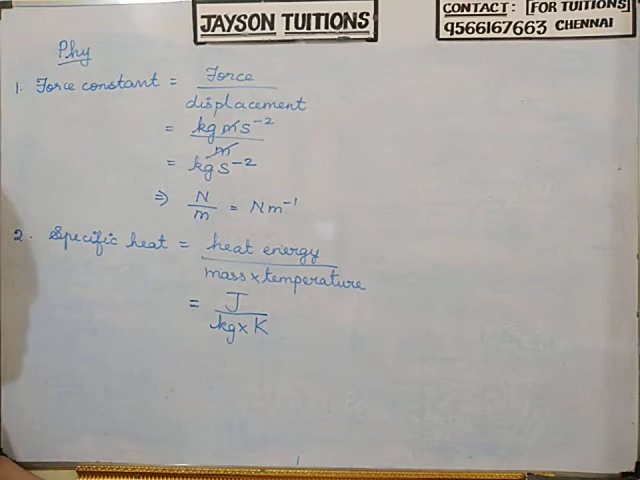 JAYSON TUITIONS
CONTACT: [FOR TUITIONS]
9566167663 CHENNAI
Phy
1. Force constant = Force
displacement
= kg m s⁻²
m
= kg s⁻²
⇒ N/m = Nm⁻¹
2. Specific heat = heat energy
mass x temperature
= J
kg x K